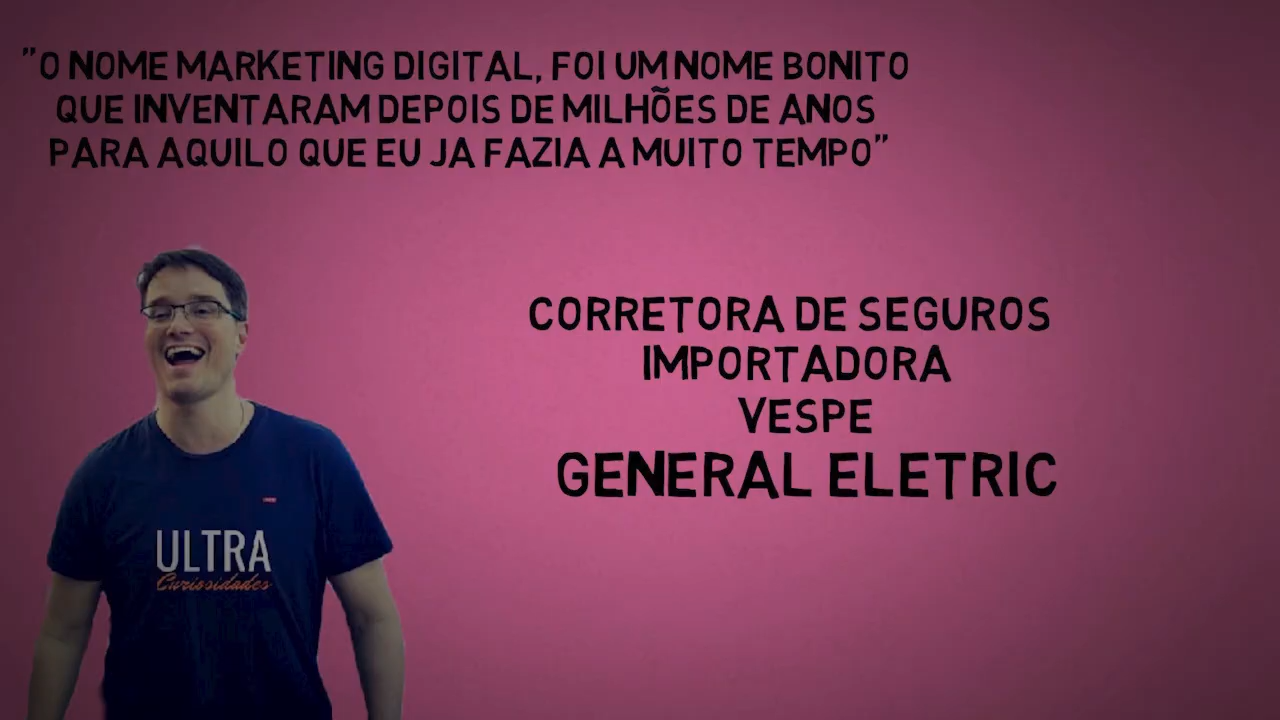 "O NOME MARKETING DIGITAL, FOI UM NOME BONITO
QUE INVENTARAM DEPOIS DE MILHÕES DE ANOS
PARA AQUILO QUE EU JA FAZIA A MUITO TEMPO"
CORRETORA DE SEGUROS
IMPORTADORA
VESPE
GENERAL ELETRIC
ULTRA
Curiosidades